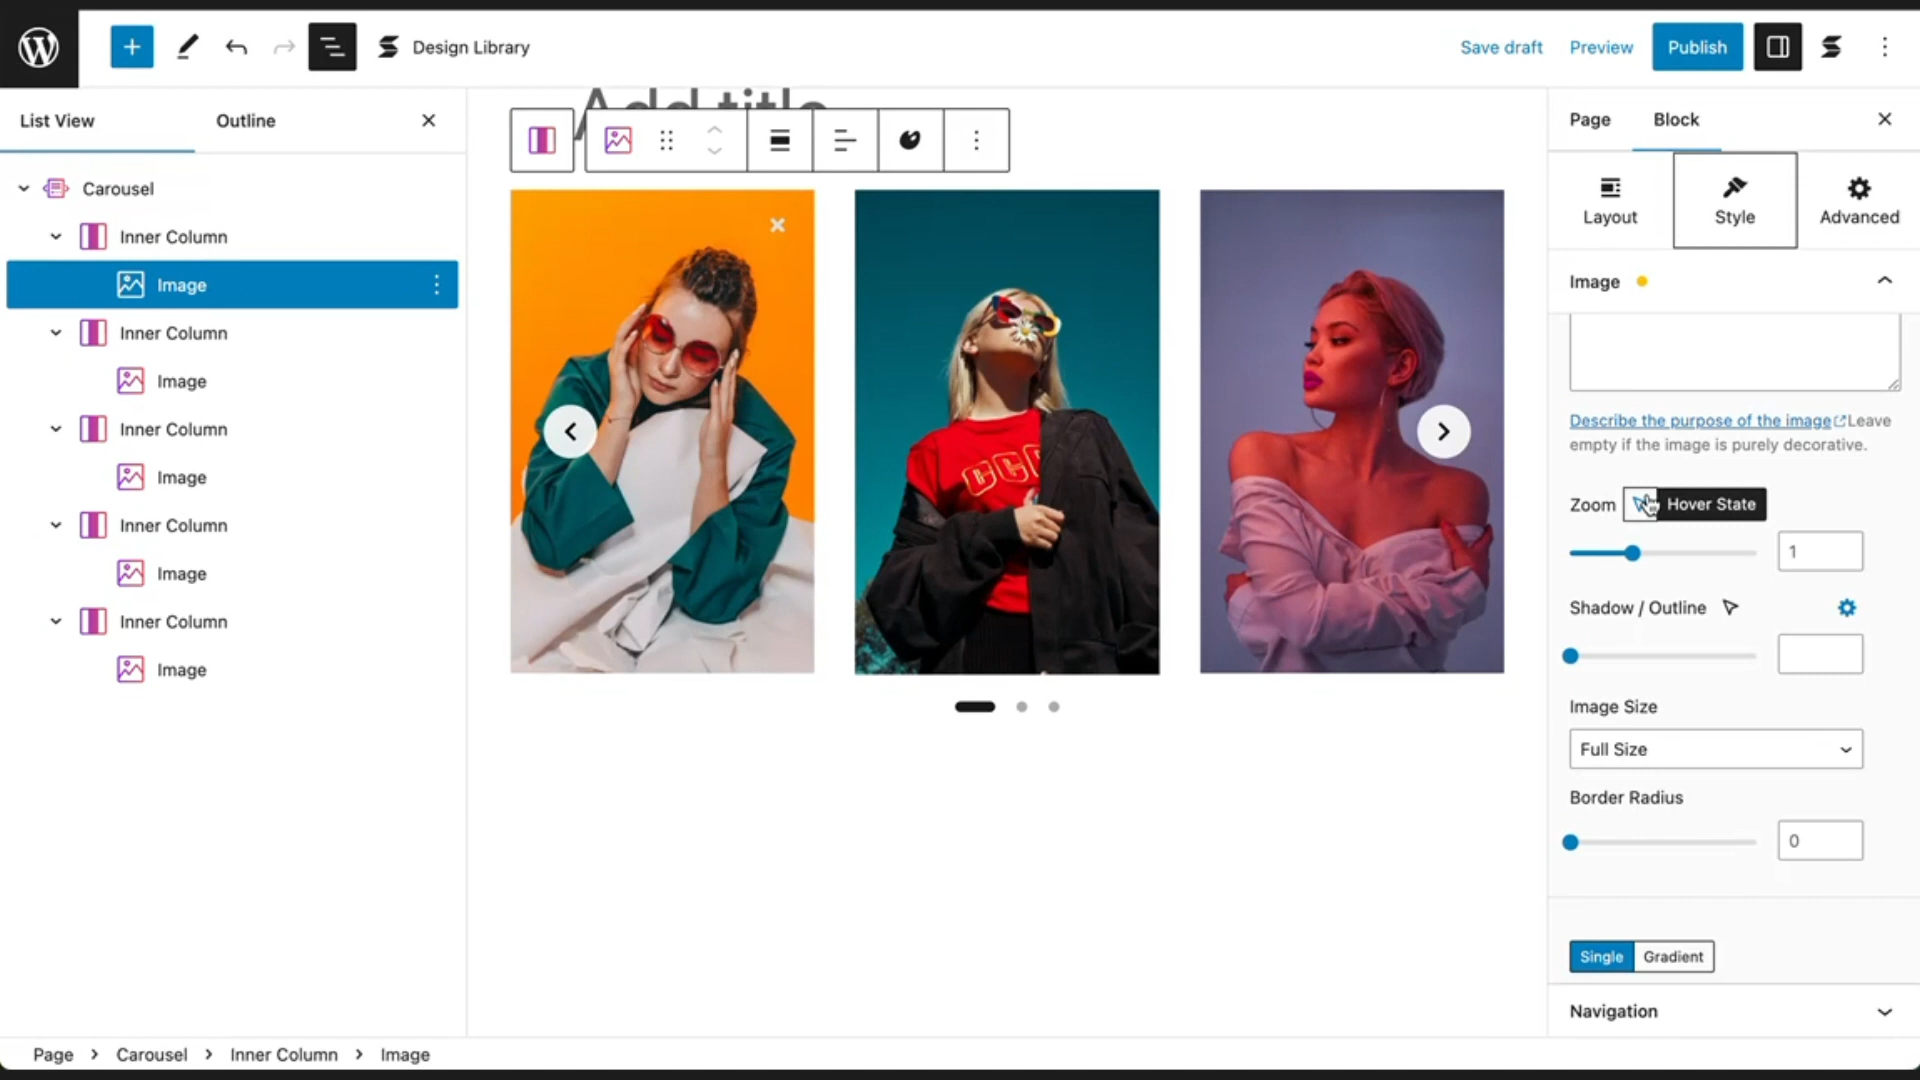 Design Library
Save draft
Preview
Publish
List View
Outline
Add title
Page
Block
Carousel
Inner Column
Image
Inner Column
Image
Inner Column
Image
Inner Column
Image
Inner Column
Image
Layout
Style
Advanced
Image
Describe the purpose of the image Leave
empty if the image is purely decorative.
Zoom
Hover State
1
Shadow / Outline
Image Size
Full Size
Border Radius
0
Single
Gradient
Navigation
Page > Carousel > Inner Column > Image